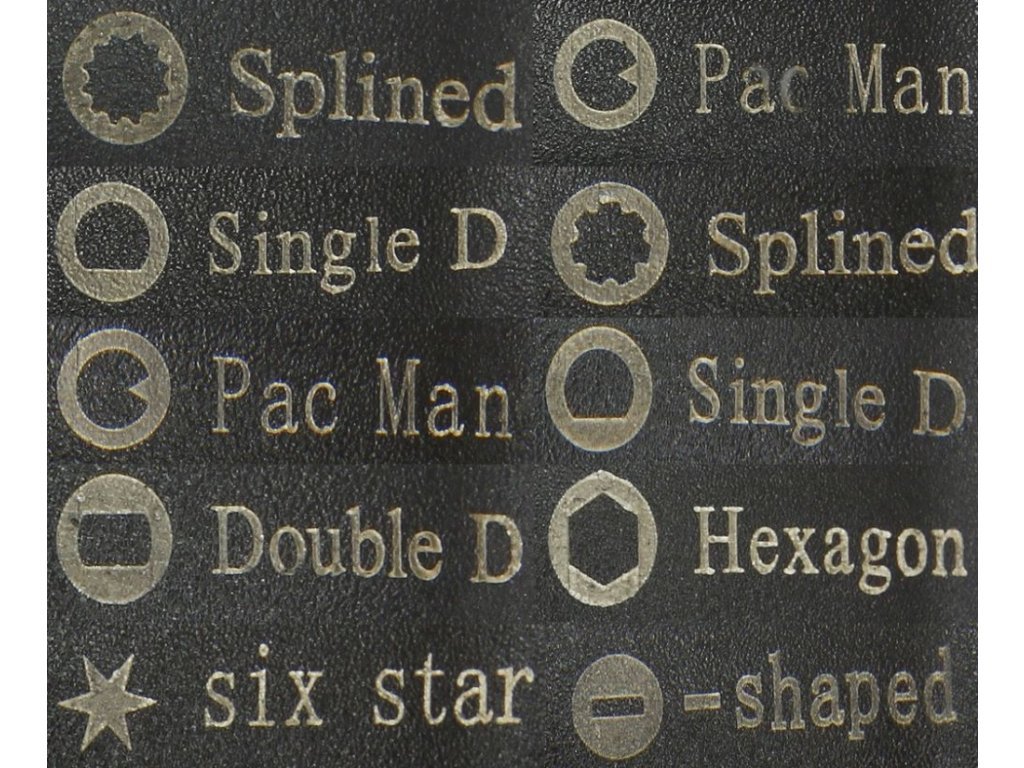 Splined
Pac Man
Single D
Splined
Pac Man
Single D
Double D
Hexagon
six star
-shaped